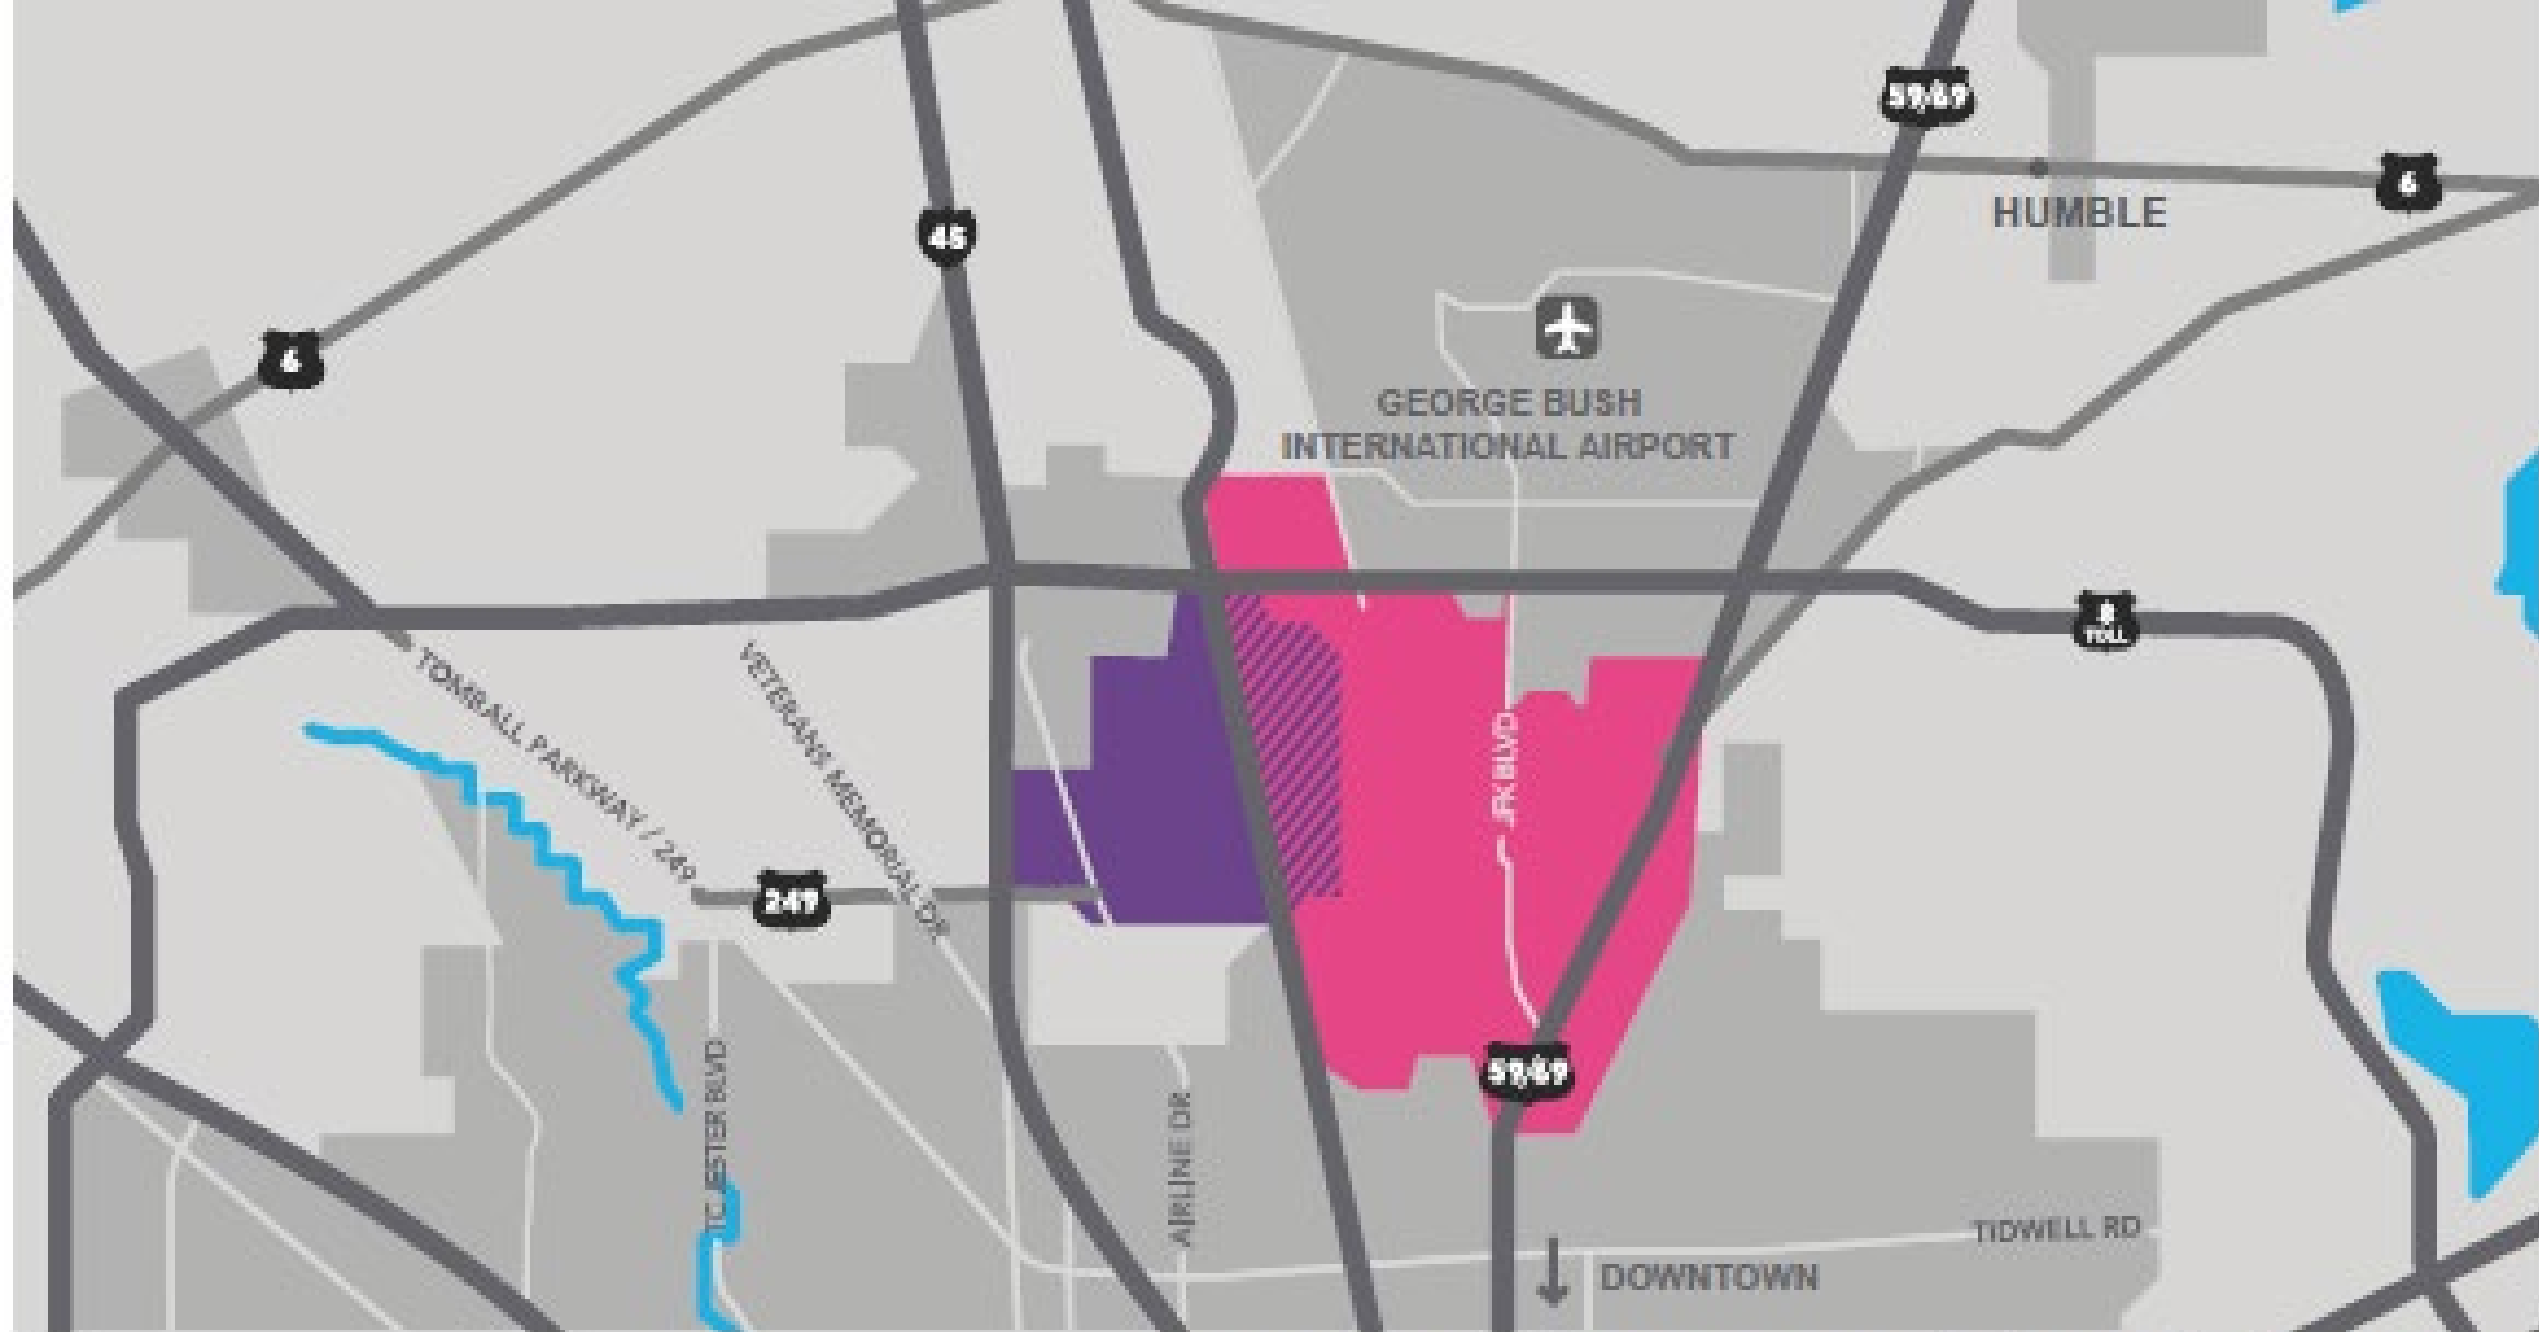 59/69
6
HUMBLE
45
6
GEORGE BUSH
INTERNATIONAL AIRPORT
8
TOLL
TOMBALL PARKWAY / 249
VETERANS MEMORIAL DR
JFK BLVD
249
59/69
TC JESTER BLVD
AIRLINE DR
TIDWELL RD
DOWNTOWN